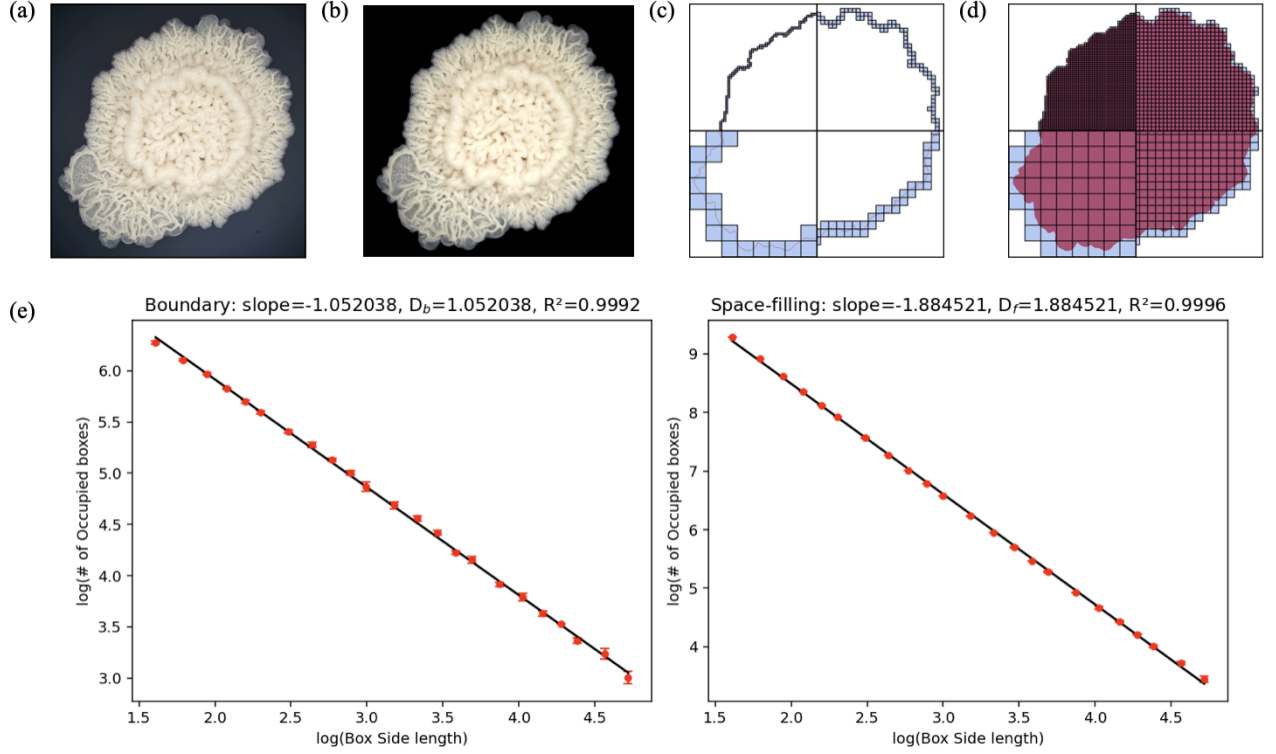 (a) (b) (c) (d)
(e)
Boundary: slope=-1.052038, D_b=1.052038, R²=0.9992
log(# of Occupied boxes)
6.0
5.5
5.0
4.5
4.0
3.5
3.0
1.5 2.0 2.5 3.0 3.5 4.0 4.5
log(Box Side length)
Space-filling: slope=-1.884521, D_f=1.884521, R²=0.9996
log(# of Occupied boxes)
9
8
7
6
5
4
1.5 2.0 2.5 3.0 3.5 4.0 4.5
log(Box Side length)